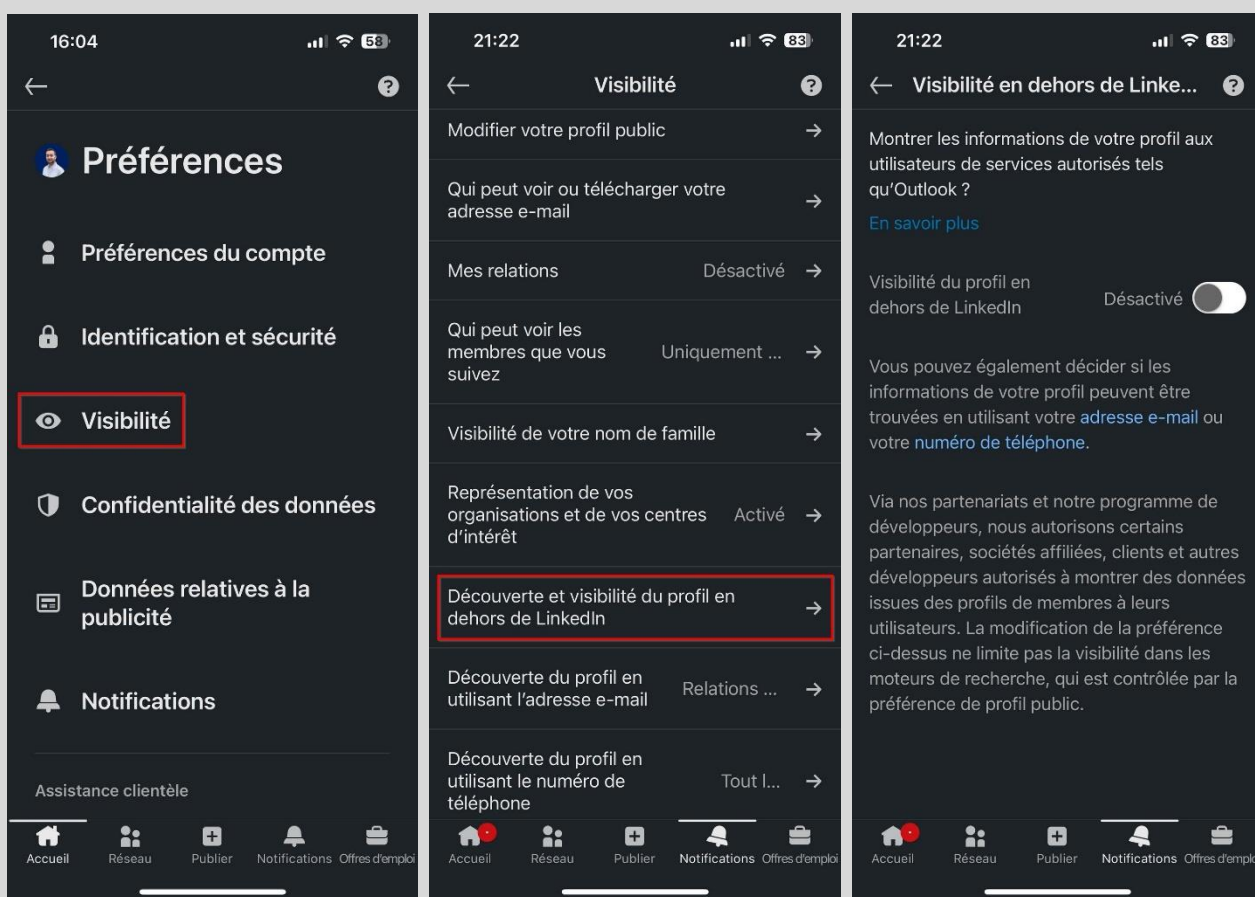 16:04
58
Préférences
Préférences du compte
Identification et sécurité
Visibilité
Confidentialité des données
Données relatives à la
publicité
Notifications
Assistance clientèle
Accueil
Réseau
Publier
Notifications
Offres d'emploi
21:22
83
Visibilité
Modifier votre profil public
Qui peut voir ou télécharger votre
adresse e-mail
Mes relations Désactivé
Qui peut voir les
membres que vous
suivez
Uniquement ...
Visibilité de votre nom de famille
Représentation de vos
organisations et de vos centres
d'intérêt
Activé
Découverte et visibilité du profil en
dehors de LinkedIn
Découverte du profil en
utilisant l'adresse e-mail
Relations ...
Découverte du profil en
utilisant le numéro de
téléphone
Tout l...
Accueil
Réseau
Publier
Notifications
Offres d'emploi
21:22
83
Visibilité en dehors de Linke...
Montrer les informations de votre profil aux
utilisateurs de services autorisés tels
qu'Outlook ?
En savoir plus
Visibilité du profil en
dehors de LinkedIn
Désactivé
Vous pouvez également décider si les
informations de votre profil peuvent être
trouvées en utilisant votre adresse e-mail ou
votre numéro de téléphone.
Via nos partenariats et notre programme de
développeurs, nous autorisons certains
partenaires, sociétés affiliées, clients et autres
développeurs autorisés à montrer des données
issues des profils de membres à leurs
utilisateurs. La modification de la préférence
ci-dessus ne limite pas la visibilité dans les
moteurs de recherche, qui est contrôlée par la
préférence de profil public.
Accueil
Réseau
Publier
Notifications
Offres d'emplo